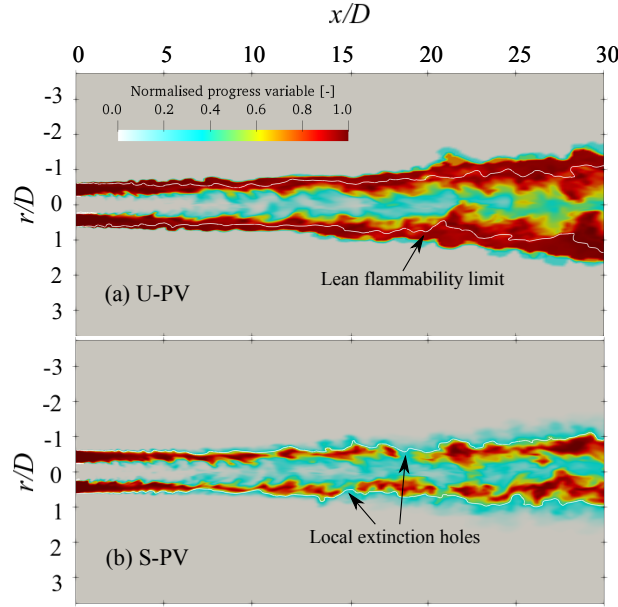 x/D
0 5 10 15 20 25 30
Normalised progress variable [-]
0.0 0.2 0.4 0.6 0.8 1.0
-3
-2
-1
0
1
2
3
r/D
Lean flammability limit
(a) U-PV
-3
-2
-1
0
1
2
3
r/D
Local extinction holes
(b) S-PV